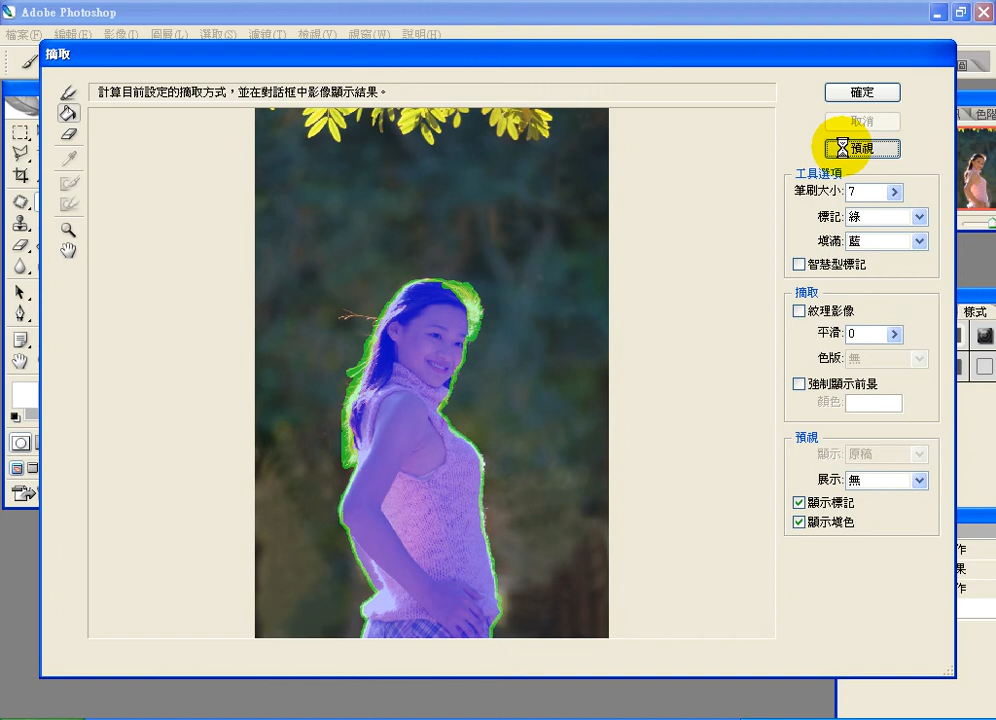 Adobe Photoshop
檔案(F) 編輯(E) 影像(I) 圖層(L) 選取(S) 濾鏡(T) 檢視(V) 視窗(W) 說明(H)
摘取
計算目前設定的摘取方式，並在對話框中影像顯示結果。
確定
取消
預視
工具選項
筆刷大小: 7
標記: 綠
填滿: 藍
智慧型標記
摘取
紋理影像
平滑: 0
色版: 無
強制顯示前景
顏色:
預視
顯示: 原稿
展示: 無
顯示標記
顯示填色
色階
樣式
作
果
作